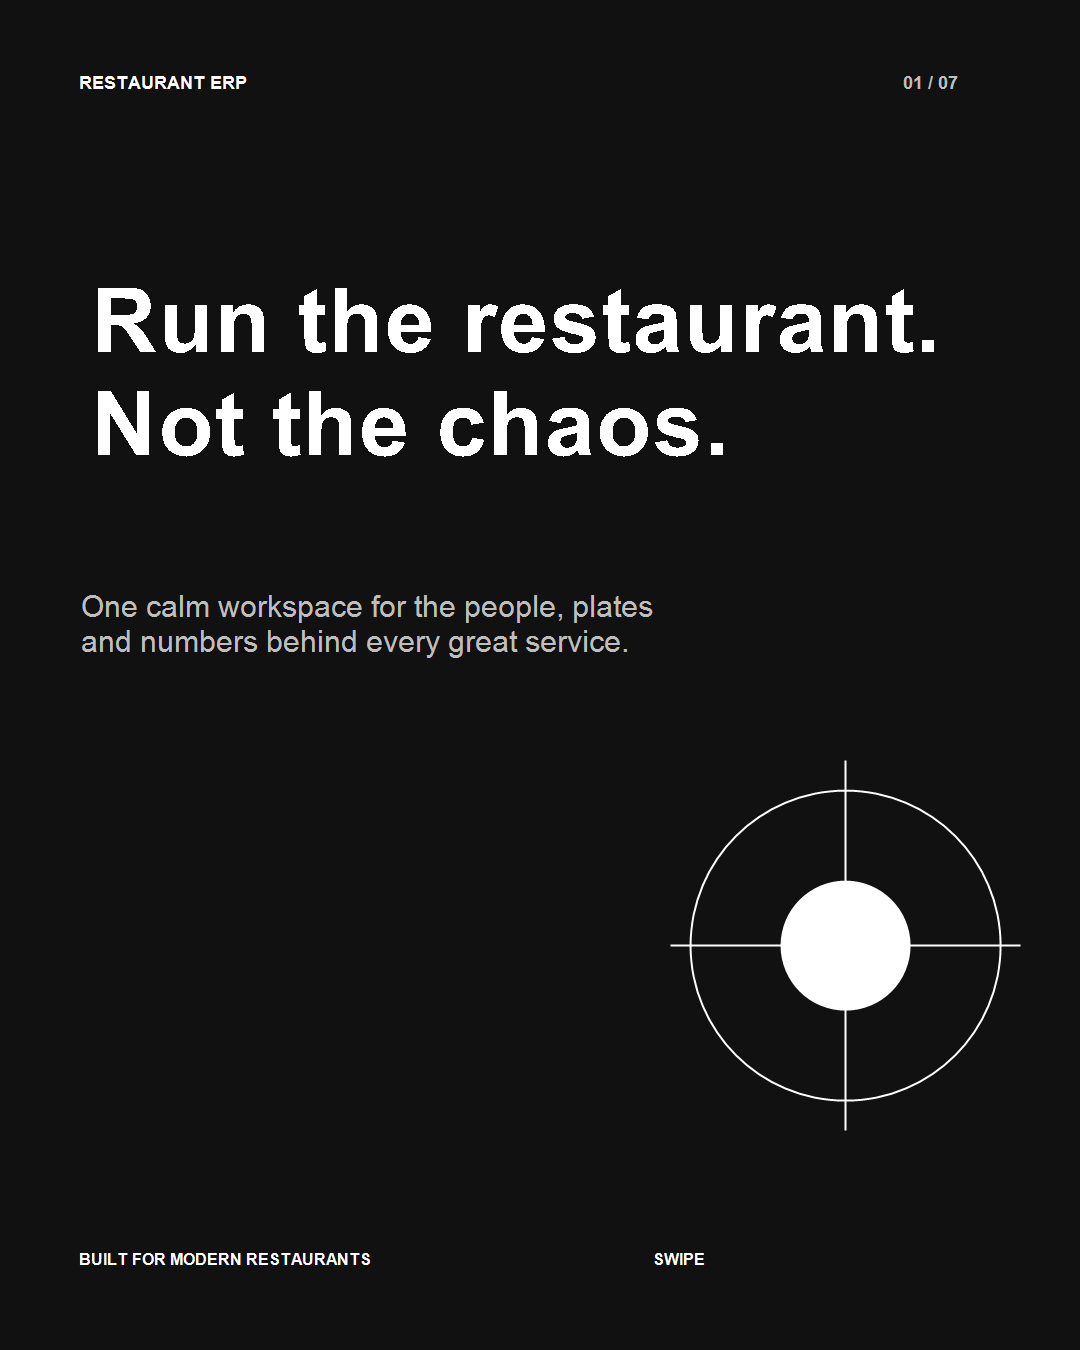 RESTAURANT ERP
01 / 07
Run the restaurant.
Not the chaos.
One calm workspace for the people, plates
and numbers behind every great service.
BUILT FOR MODERN RESTAURANTS
SWIPE